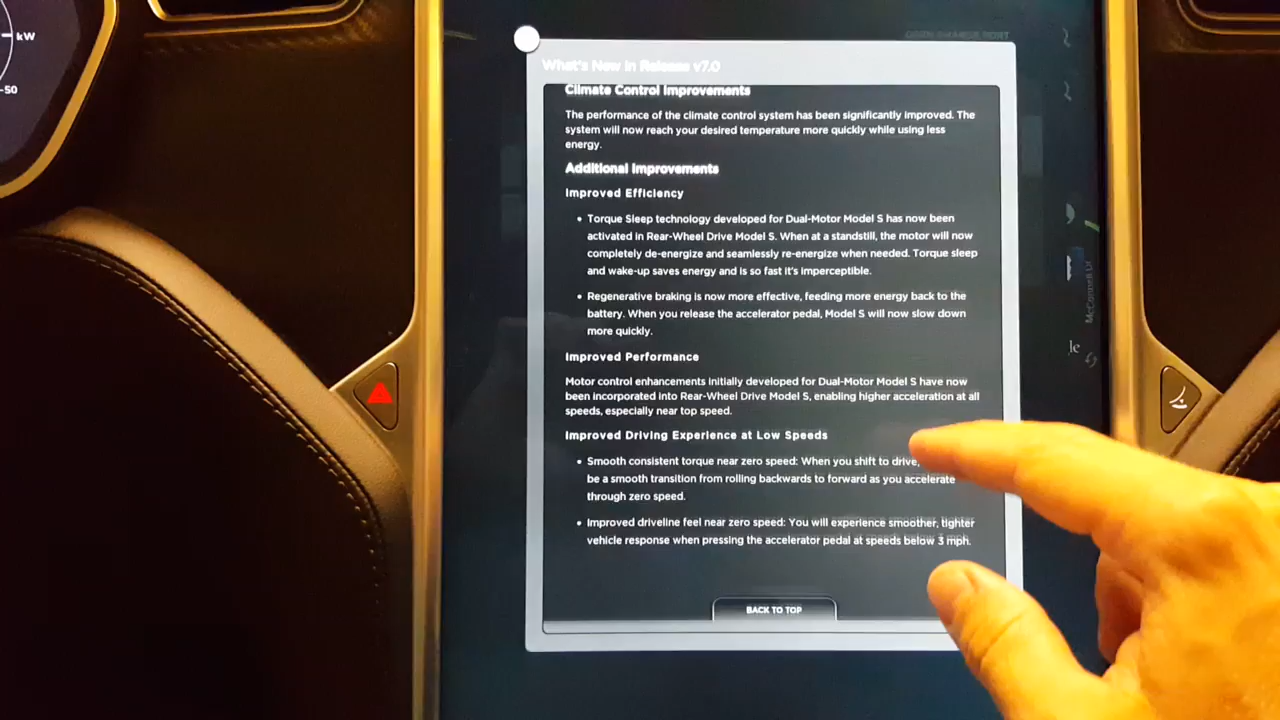 kW
-50
OPEN CHARGE PORT
What's New in Release v7.0
Climate Control Improvements
The performance of the climate control system has been significantly improved. The
system will now reach your desired temperature more quickly while using less
energy.
Additional Improvements
Improved Efficiency
• Torque Sleep technology developed for Dual-Motor Model S has now been
activated in Rear-Wheel Drive Model S. When at a standstill, the motor will now
completely de-energize and seamlessly re-energize when needed. Torque sleep
and wake-up saves energy and is so fast it's imperceptible.
• Regenerative braking is now more effective, feeding more energy back to the
battery. When you release the accelerator pedal, Model S will now slow down
more quickly.
Improved Performance
Motor control enhancements initially developed for Dual-Motor Model S have now
been incorporated into Rear-Wheel Drive Model S, enabling higher acceleration at all
speeds, especially near top speed.
Improved Driving Experience at Low Speeds
• Smooth consistent torque near zero speed: When you shift to drive,
be a smooth transition from rolling backwards to forward as you accelerate
through zero speed.
• Improved driveline feel near zero speed: You will experience smoother, tighter
vehicle response when pressing the accelerator pedal at speeds below 3 mph.
BACK TO TOP
McConnell Dr
le